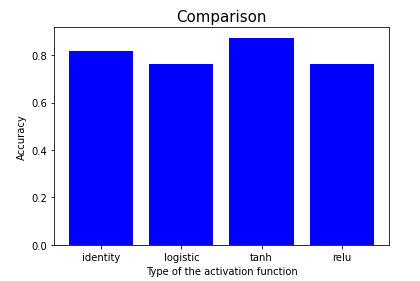 Comparison
Accuracy
0.8
0.6
0.4
0.2
0.0
identity logistic tanh relu
Type of the activation function